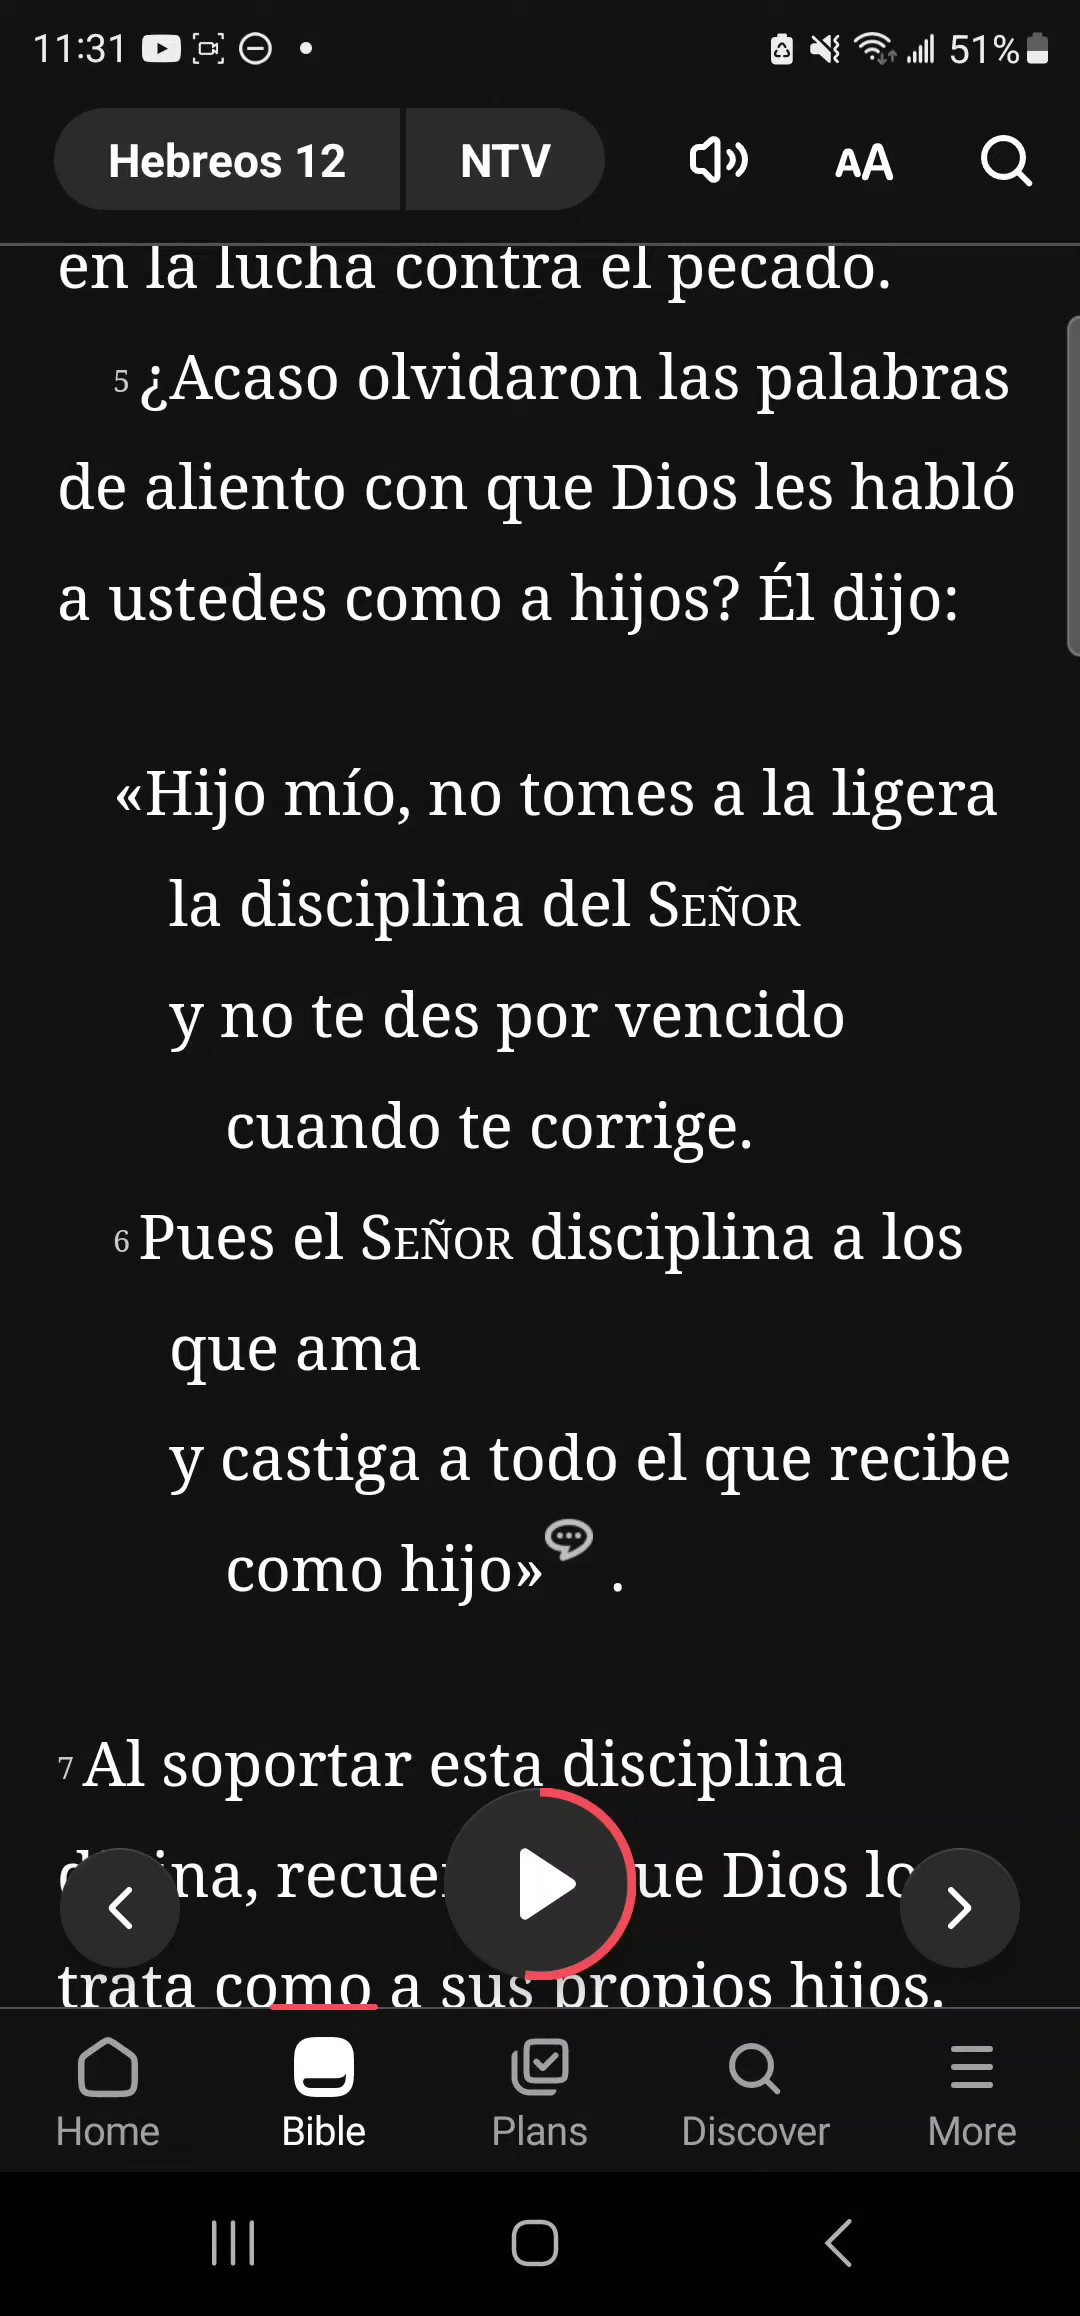 11:31 51%
Hebreos 12 NTV AA
en la lucha contra el pecado.
5 ¿Acaso olvidaron las palabras
de aliento con que Dios les habló
a ustedes como a hijos? Él dijo:
«Hijo mío, no tomes a la ligera
la disciplina del SEÑOR
y no te des por vencido
cuando te corrige.
6 Pues el SEÑOR disciplina a los
que ama
y castiga a todo el que recibe
como hijo» .
7 Al soportar esta disciplina
Dios
trata como a sus propios hijos.
Home Bible Plans Discover More